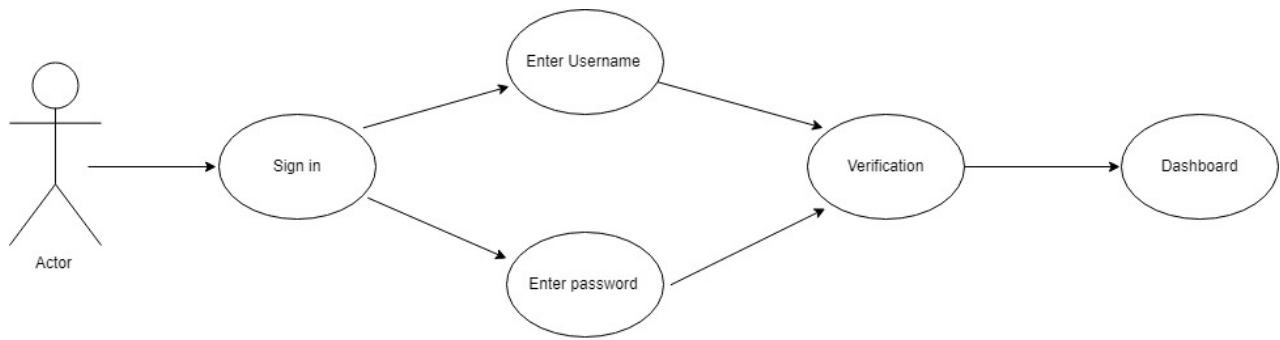 Enter Username
Sign in
Verification
Dashboard
Actor
Enter password